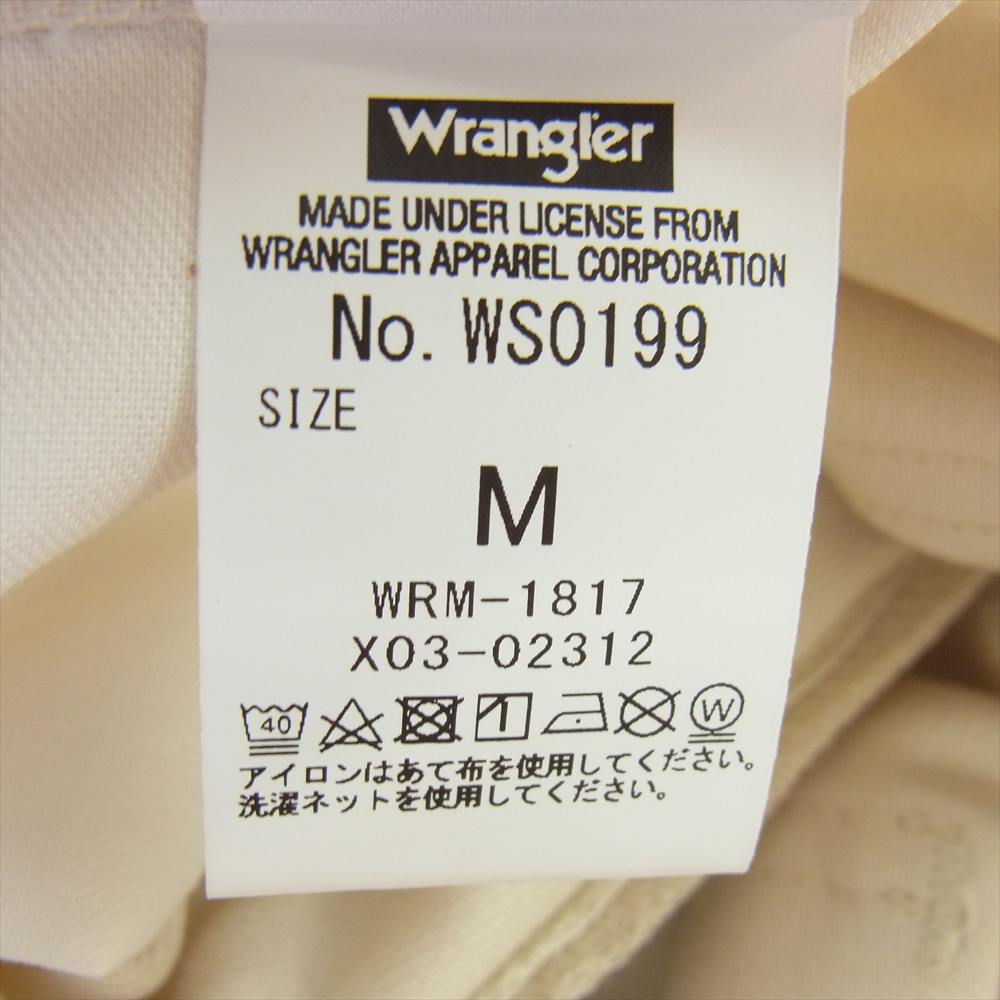 Wrangler
MADE UNDER LICENSE FROM
WRANGLER APPAREL CORPORATION
No. WS0199
SIZE
M
WRM-1817
X03-02312
40 W
アイロンはあて布を使用してください。
洗濯ネットを使用してください。